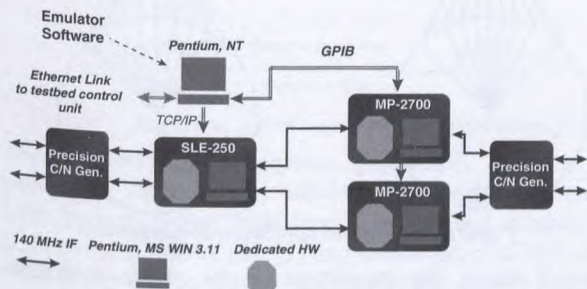 Emulator
Software
Pentium, NT
GPIB
Ethernet Link
to testbed control
unit
TCP/IP
MP-2700
SLE-250
Precision
C/N Gen.
Precision
C/N Gen.
MP-2700
140 MHz IF
Pentium, MS WIN 3.11
Dedicated HW